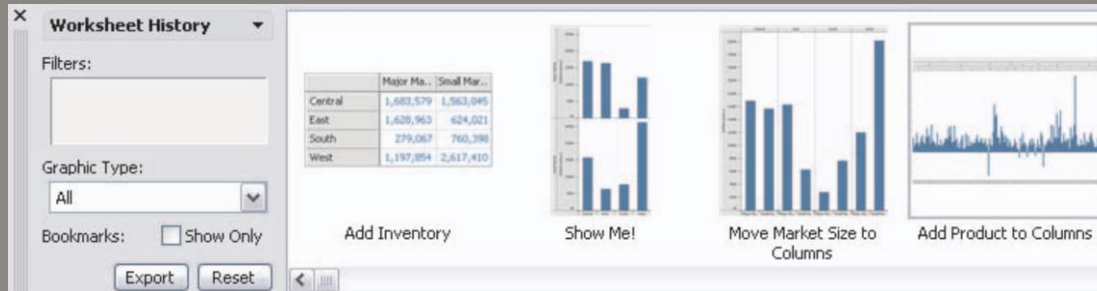 Worksheet History
Filters:
Graphic Type:
All
Bookmarks: Show Only
Export Reset
Major Ma.. Small Mar..
Central 1,683,579 1,563,045
East 1,628,963 624,021
South 279,067 760,398
West 1,197,854 2,617,410
Add Inventory
Show Me!
Move Market Size to
Columns
Add Product to Columns